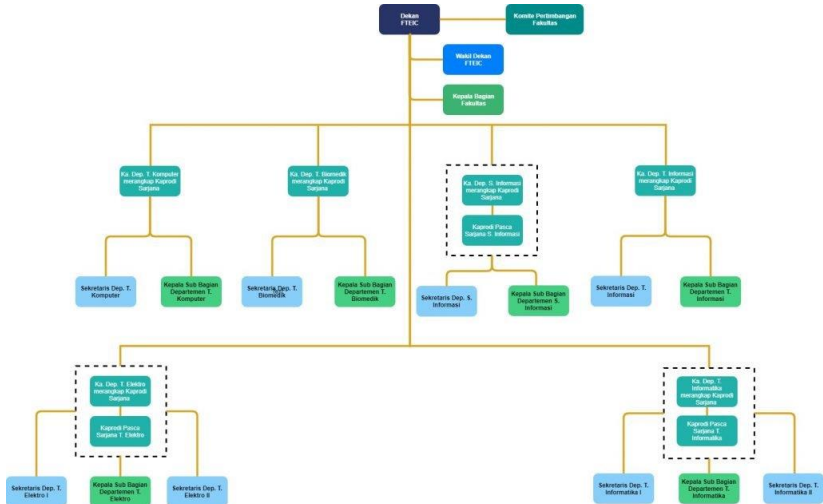 Dekan
FTEIC
Komite Pertimbangan
Fakultas
Wakil Dekan
FTEIC
Kepala Bagian
Fakultas
Ka. Dep. T. Komputer
merangkap Kaprodi
Sarjana
Ka. Dep. T. Biomedik
merangkap Kaprodi
Sarjana
Ka. Dep. S. Informasi
merangkap Kaprodi
Sarjana
Kaprodi Pasca
Sarjana S. Informasi
Ka. Dep. T. Informasi
merangkap Kaprodi
Sarjana
Sekretaris Dep. T.
Komputer
Kepala Sub Bagian
Departemen T.
Komputer
Sekretaris Dep. T.
Biomedik
Kepala Sub Bagian
Departemen T.
Biomedik
Sekretaris Dep. S.
Informasi
Kepala Sub Bagian
Departemen S.
Informasi
Sekretaris Dep. T.
Informasi
Kepala Sub Bagian
Departemen T.
Informasi
Ka. Dep. T. Elektro
merangkap Kaprodi
Sarjana
Kaprodi Pasca
Sarjana T. Elektro
Ka. Dep. T.
Informatika
merangkap Kaprodi
Sarjana
Kaprodi Pasca
Sarjana T.
Informatika
Sekretaris Dep. T.
Elektro I
Kepala Sub Bagian
Departemen T.
Elektro
Sekretaris Dep. T.
Elektro II
Sekretaris Dep. T.
Informatika I
Kepala Sub Bagian
Departemen T.
Informatika
Sekretaris Dep. T.
Informatika II